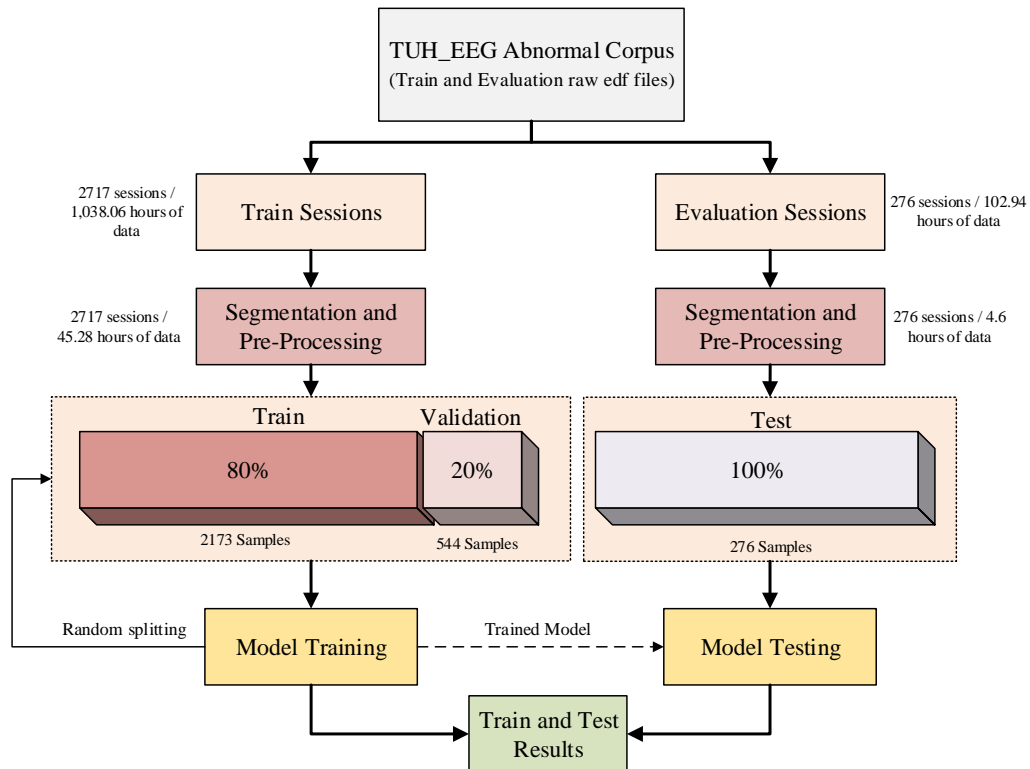 TUH_EEG Abnormal Corpus
(Train and Evaluation raw edf files)
2717 sessions /
1,038.06 hours of
data
Train Sessions
Evaluation Sessions
276 sessions / 102.94
hours of data
2717 sessions /
45.28 hours of data
Segmentation and
Pre-Processing
Segmentation and
Pre-Processing
276 sessions / 4.6
hours of data
Train
Validation
Test
80%
20%
100%
2173 Samples
544 Samples
276 Samples
Random splitting
Model Training
Trained Model
Model Testing
Train and Test
Results